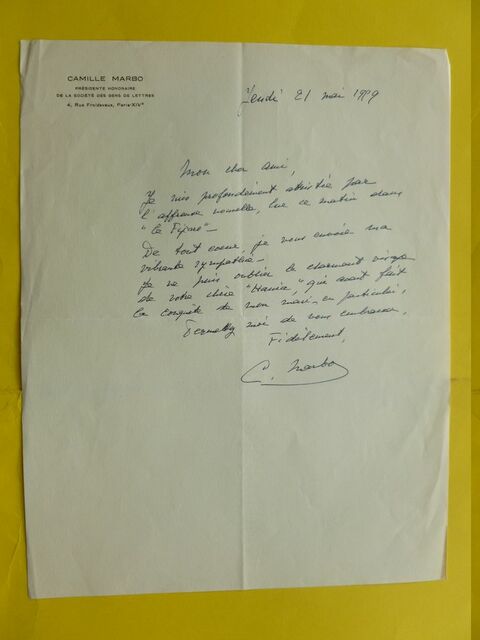 CAMILLE MARBO
PRÉSIDENTE HONORAIRE
DE LA SOCIÉTÉ DES GENS DE LETTRES
4, Rue Froidevaux, Paris-XIVe
Jeudi 21 mai
Mon cher ami,
Je suis profondément attristée par
l'affreuse nouvelle, lue ce matin dans
"Le Figaro" -
De tout coeur, je vous envoie ma
vibrante sympathie -
Je ne puis oublier le charmant visage
de votre chère qui avait fait
la conquête de mon mari - en particulier,
Permettez moi de vous embrasser,
Fidèlement,
C. Marbo